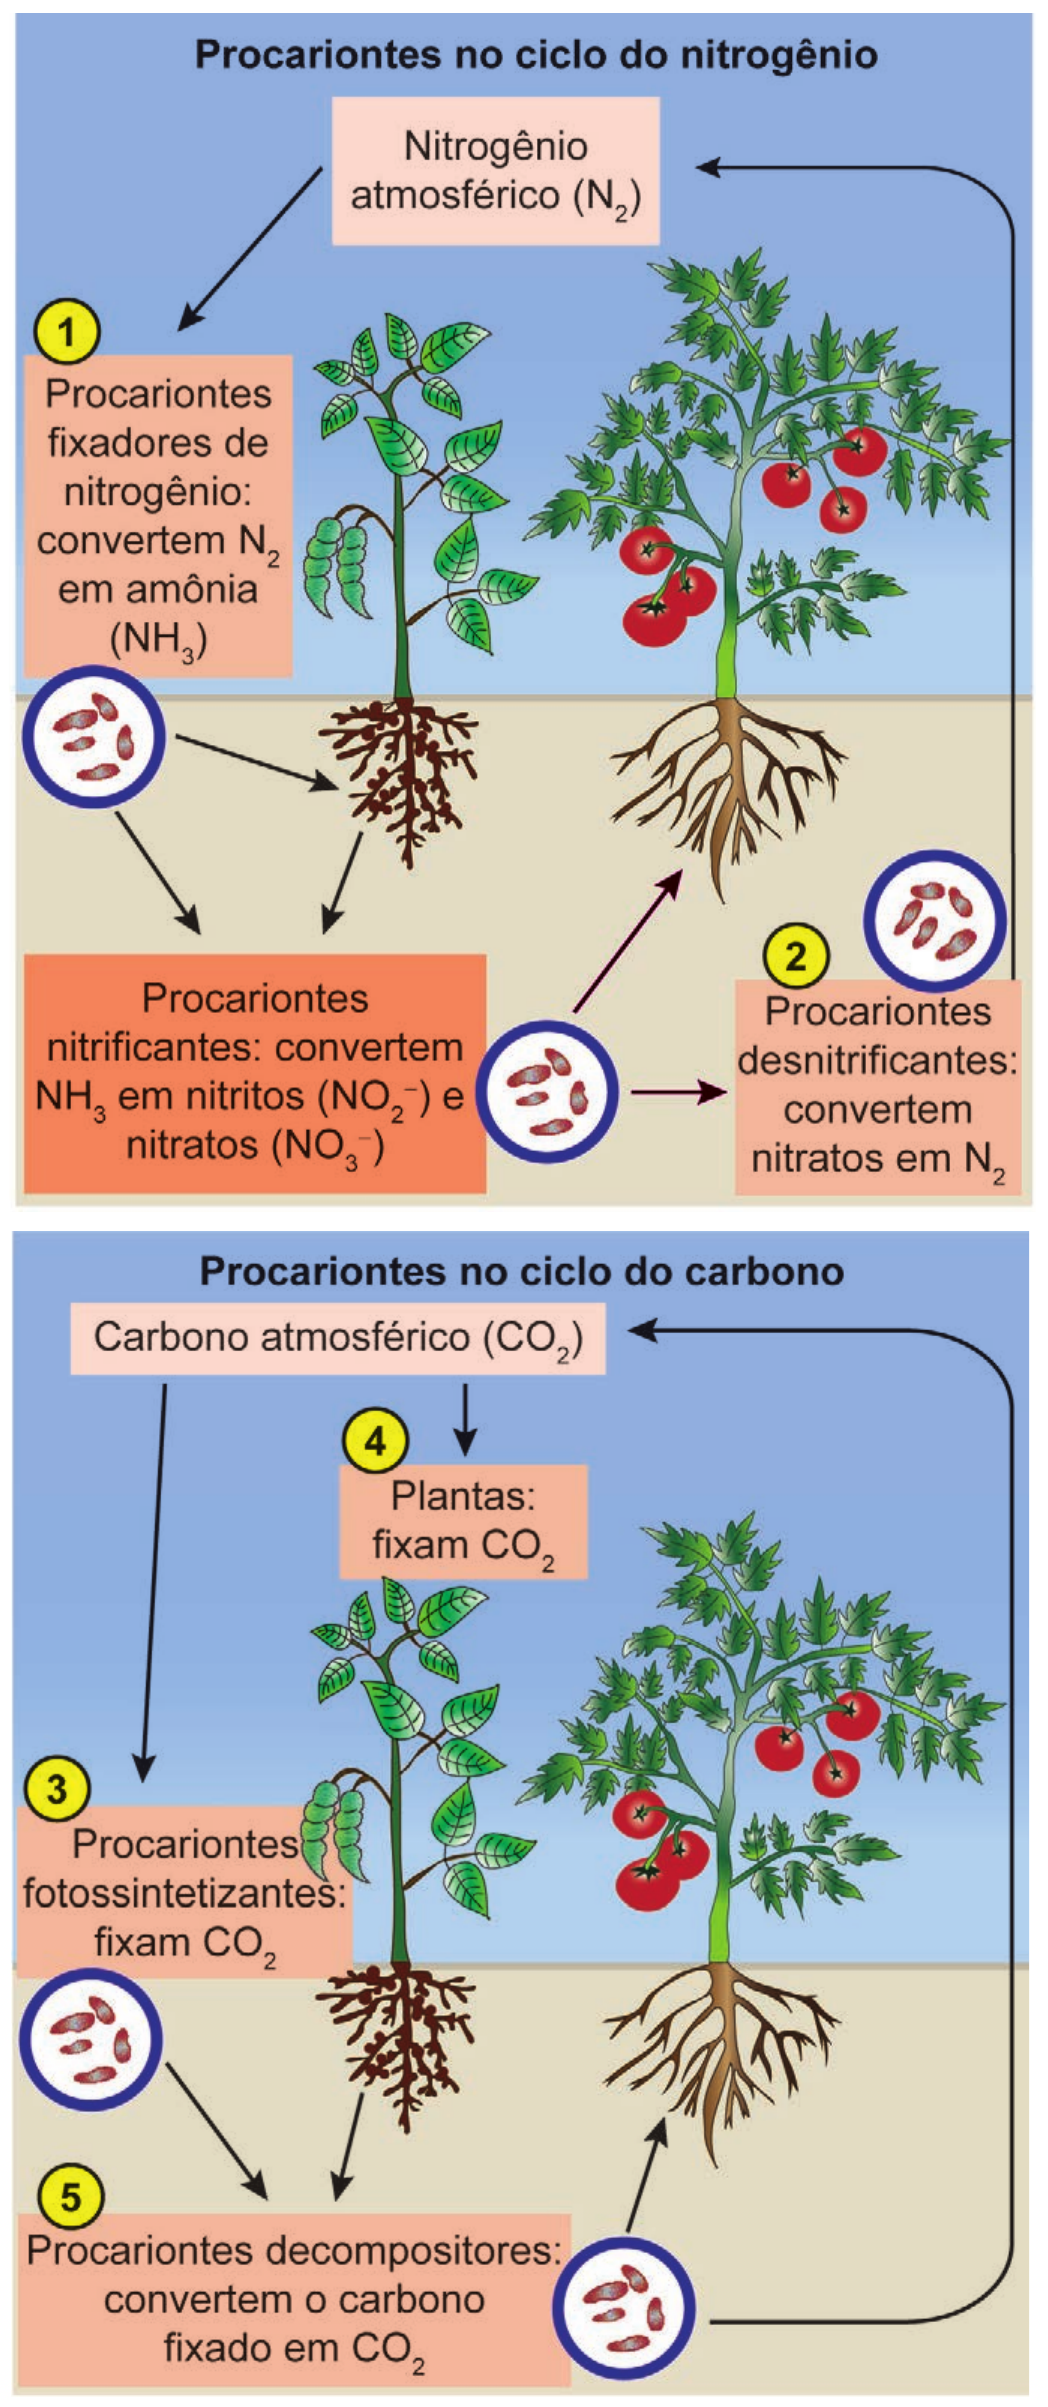 Procariontes no ciclo do nitrogênio
Nitrogênio
atmosférico (N₂)
1
Procariontes
fixadores de
nitrogênio:
convertem N₂
em amônia
(NH₃)
Procariontes
nitrificantes: convertem
NH₃ em nitritos (NO₂⁻) e
nitratos (NO₃⁻)
2
Procariontes
desnitrificantes:
convertem
nitratos em N₂
Procariontes no ciclo do carbono
Carbono atmosférico (CO₂)
4
Plantas:
fixam CO₂
3
Procariontes
fotossintetizantes:
fixam CO₂
5
Procariontes decompositores:
convertem o carbono
fixado em CO₂